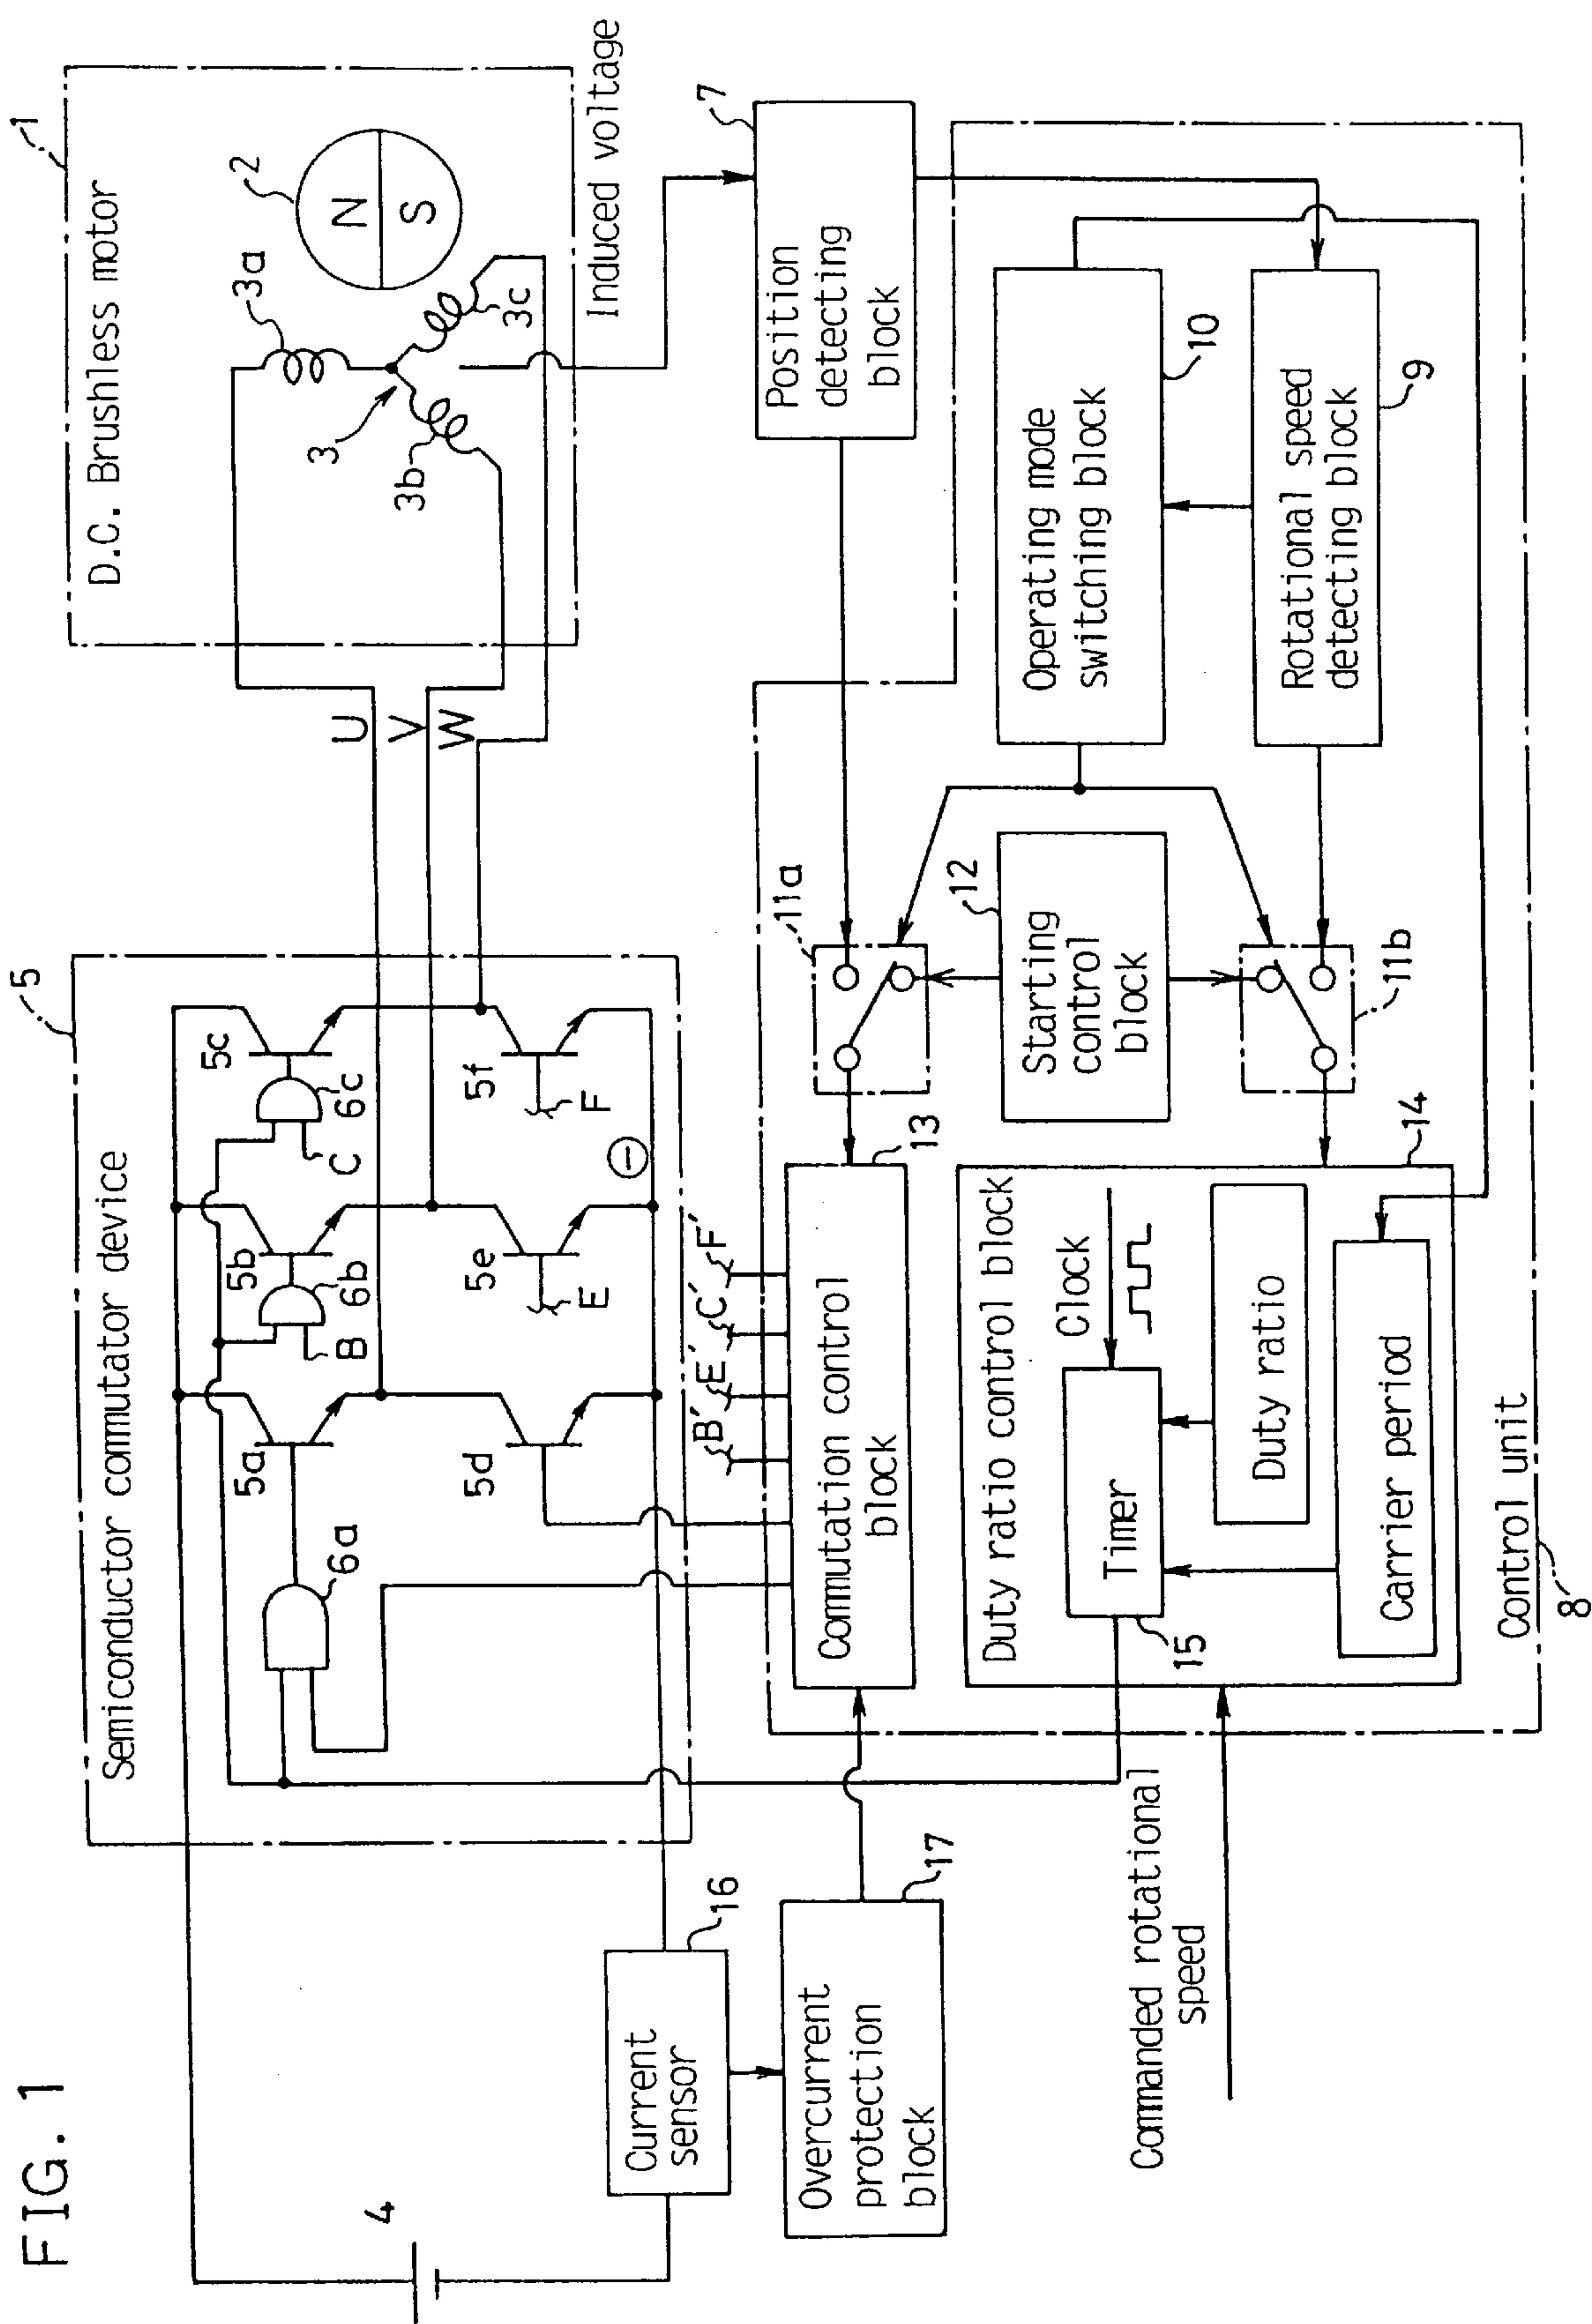 FIG. 1
1
D.C. Brushless motor
2
N
S
3a
3
3b
3c
Induced voltage
U
V
W
5
Semiconductor commutator device
5a
5b
5c
6a
6b
6c
B
C
5d
5e
5f
E
F
⊖
4
Current
sensor
16
Overcurrent
protection
block
17
7
Position
detecting
block
B′
E′
C′
F′
Commutation control
block
13
11a
12
Starting
control
block
11b
Operating mode
switching block
10
Rotational speed
detecting block
9
Duty ratio control block
14
Clock
Timer
15
Duty ratio
Carrier period
Control unit
8
Commanded rotational
speed